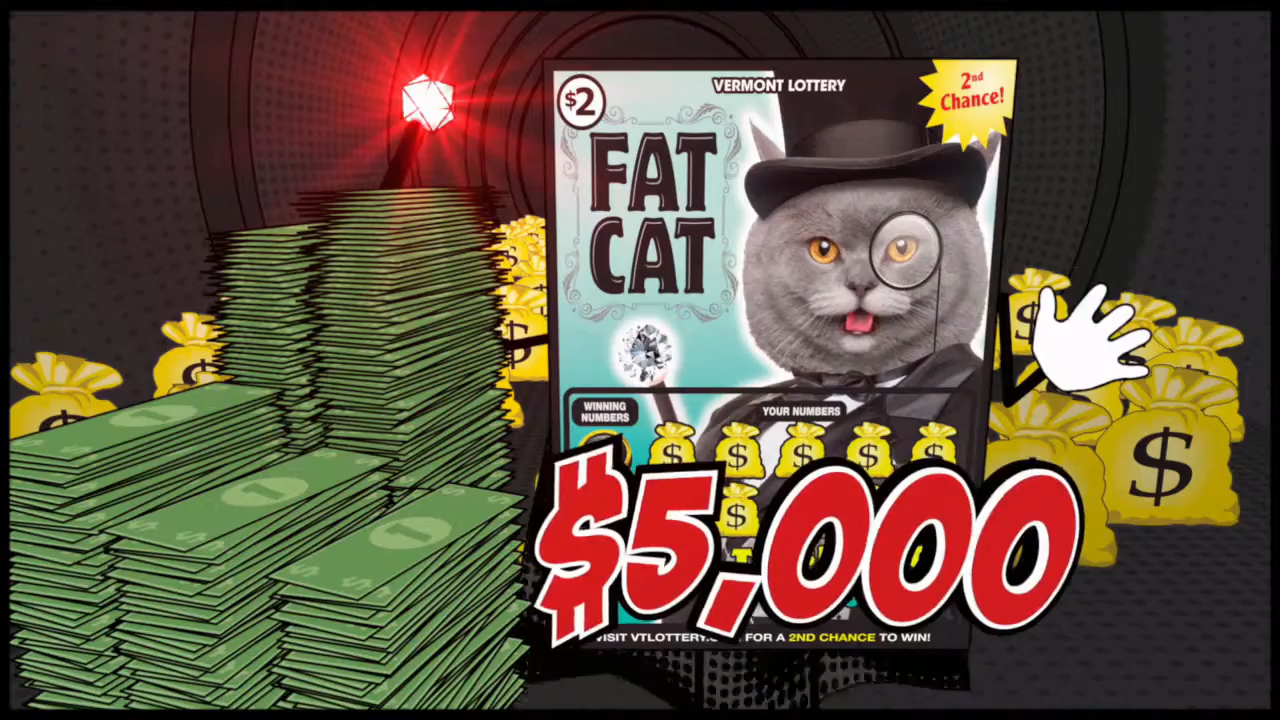 $2
VERMONT LOTTERY
2nd
Chance!
FAT
CAT
WINNING
NUMBERS
YOUR NUMBERS
$5,000
VISIT VTLOTTERY. FOR A 2ND CHANCE TO WIN!